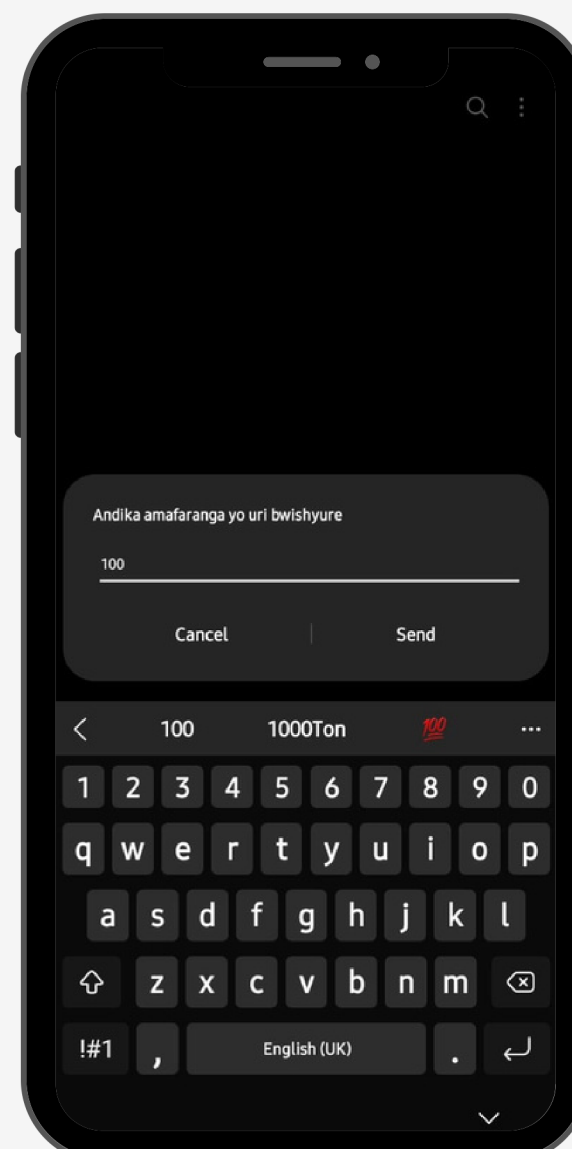 Andika amafaranga yo uri bwishyure
100
Cancel Send
100 1000Ton 💯 ...
1 2 3 4 5 6 7 8 9 0
q w e r t y u i o p
a s d f g h j k l
z x c v b n m
!#1 , English (UK) .